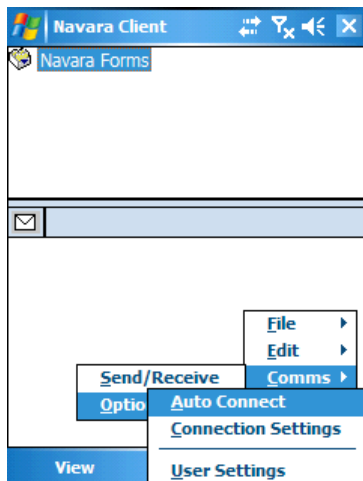 Navara Client
Navara Forms
File
Edit
Send/Receive
Comms
Optio
Auto Connect
Connection Settings
View
User Settings